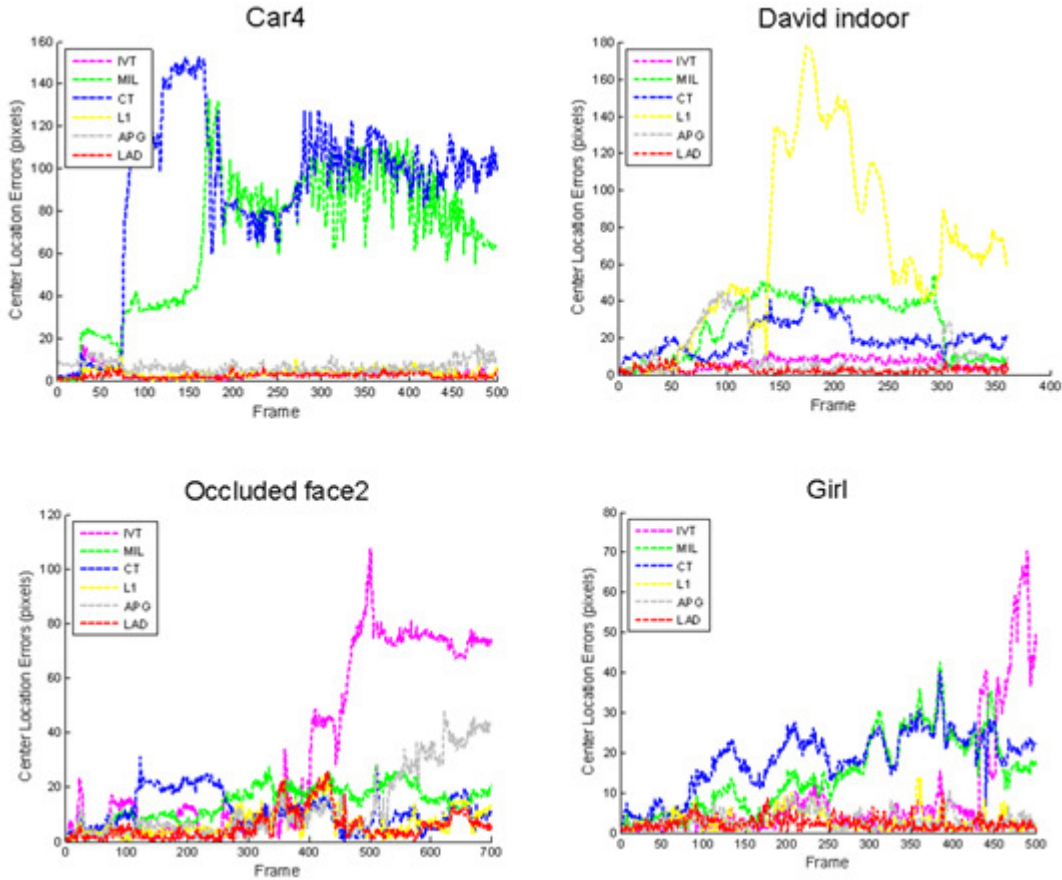 Car4
160
140
120
100
80
60
40
20
0
Center Location Errors (pixels)
IVT
MIL
CT
L1
APG
LAD
0 50 100 150 200 250 300 350 400 450 500
Frame
David indoor
180
160
140
120
100
80
60
40
20
0
Center Location Errors (pixels)
IVT
MIL
CT
L1
APG
LAD
0 50 100 150 200 250 300 350 400
Frame
Occluded face2
120
100
80
60
40
20
0
Center Location Errors (pixels)
IVT
MIL
CT
L1
APG
LAD
0 100 200 300 400 500 600 700
Frame
Girl
80
70
60
50
40
30
20
10
0
Center Location Errors (pixels)
IVT
MIL
CT
L1
APG
LAD
0 50 100 150 200 250 300 350 400 450 500
Frame